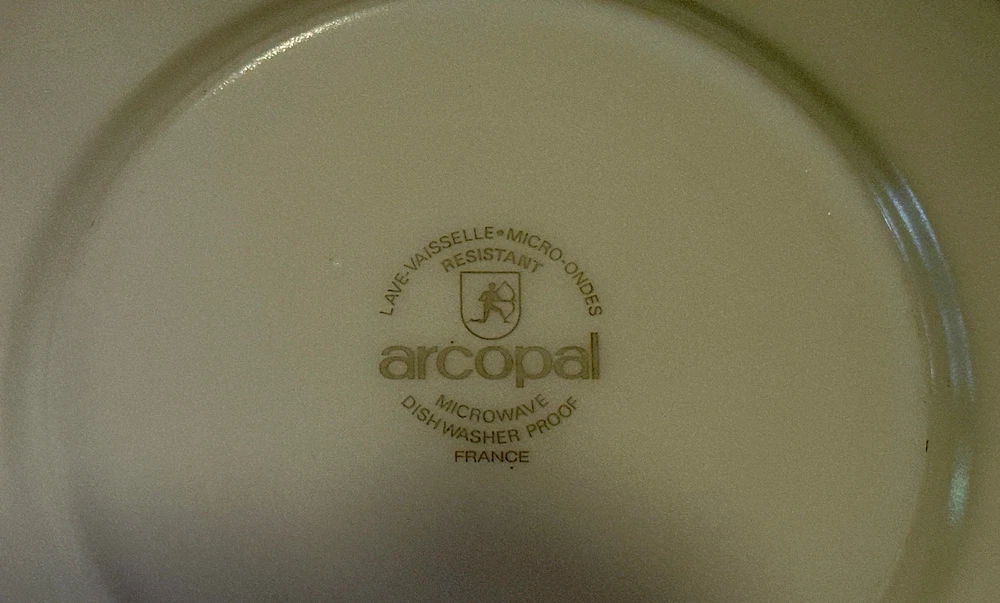 LAVE-VAISSELLE•MICRO-ONDES
RESISTANT
arcopal
MICROWAVE
DISHWASHER PROOF
FRANCE